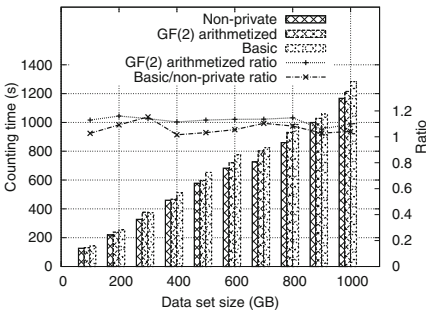 Non-private
GF(2) arithmetized
Basic
GF(2) arithmetized ratio
Basic/non-private ratio
1400
1200
1000
800
600
400
200
0
Counting time (s)
1.2
1
0.8
0.6
0.4
0.2
0
Ratio
0 200 400 600 800 1000
Data set size (GB)